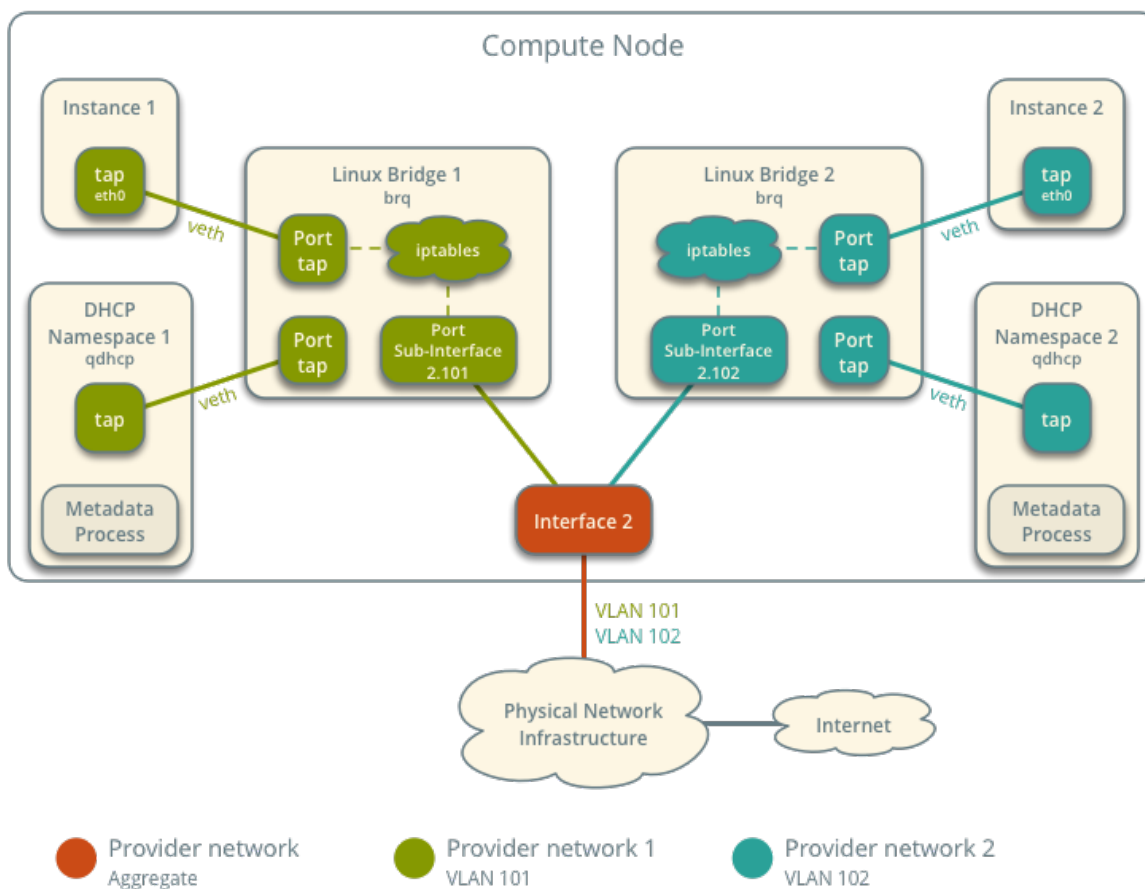 Compute Node
Instance 1
tap
eth0
veth
Linux Bridge 1
brq
Port
tap
iptables
Port
tap
Port
Sub-Interface
2.101
DHCP
Namespace 1
qdhcp
tap
veth
Metadata
Process
Linux Bridge 2
brq
iptables
Port
tap
Port
Sub-Interface
2.102
Port
tap
Instance 2
tap
eth0
veth
DHCP
Namespace 2
qdhcp
tap
veth
Metadata
Process
Interface 2
VLAN 101
VLAN 102
Physical Network
Infrastructure
Internet
Provider network
Aggregate
Provider network 1
VLAN 101
Provider network 2
VLAN 102